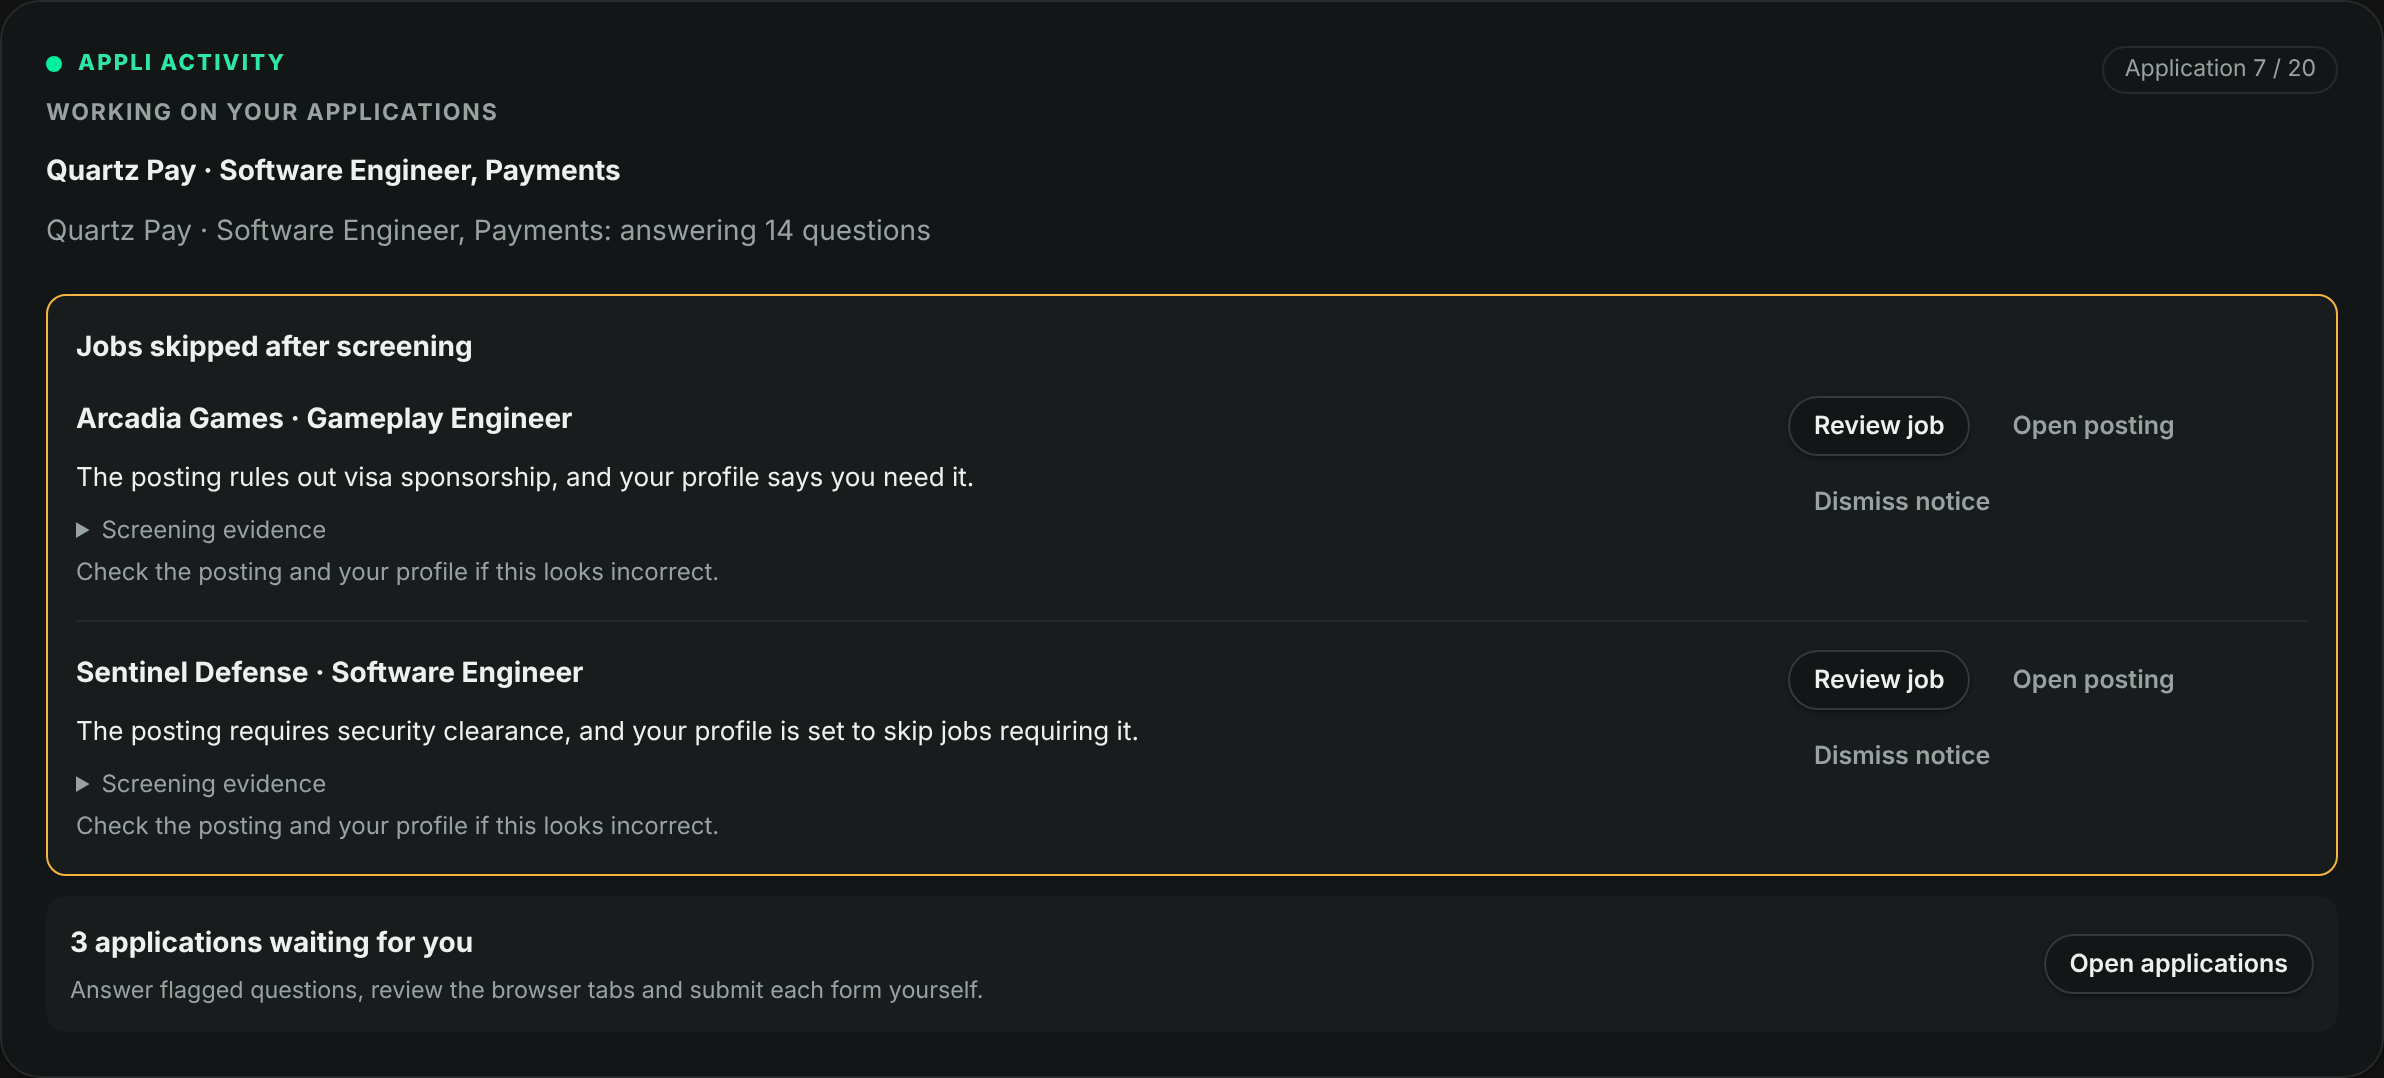 APPLI ACTIVITY
Application 7 / 20
WORKING ON YOUR APPLICATIONS
Quartz Pay · Software Engineer, Payments
Quartz Pay · Software Engineer, Payments: answering 14 questions
Jobs skipped after screening
Arcadia Games · Gameplay Engineer
Review job
Open posting
The posting rules out visa sponsorship, and your profile says you need it.
Dismiss notice
Screening evidence
Check the posting and your profile if this looks incorrect.
Sentinel Defense · Software Engineer
Review job
Open posting
The posting requires security clearance, and your profile is set to skip jobs requiring it.
Dismiss notice
Screening evidence
Check the posting and your profile if this looks incorrect.
3 applications waiting for you
Open applications
Answer flagged questions, review the browser tabs and submit each form yourself.